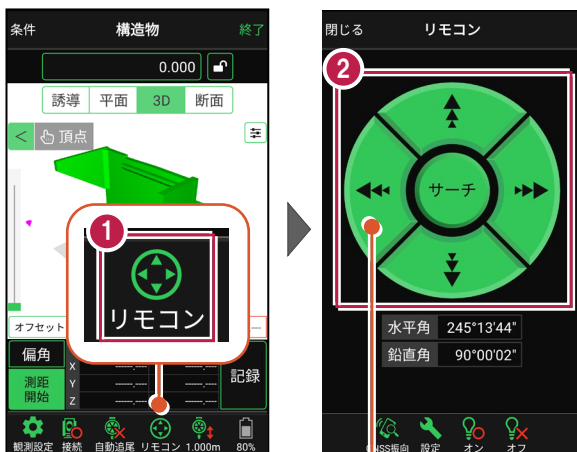 条件 構造物 終了
0.000
誘導 平面 3D 断面
< 頂点
1
リモコン
オフセット
偏角
測距
開始
X -----.---- -----.----
Y -----.---- -----.----
Z -----.---- -----.----
記録
観測設定 接続 自動追尾 リモコン 1.000m 80%
閉じる リモコン
2
サーチ
水平角 245°13'44"
鉛直角 90°00'02"
GNSS振向 設定 オン オフ